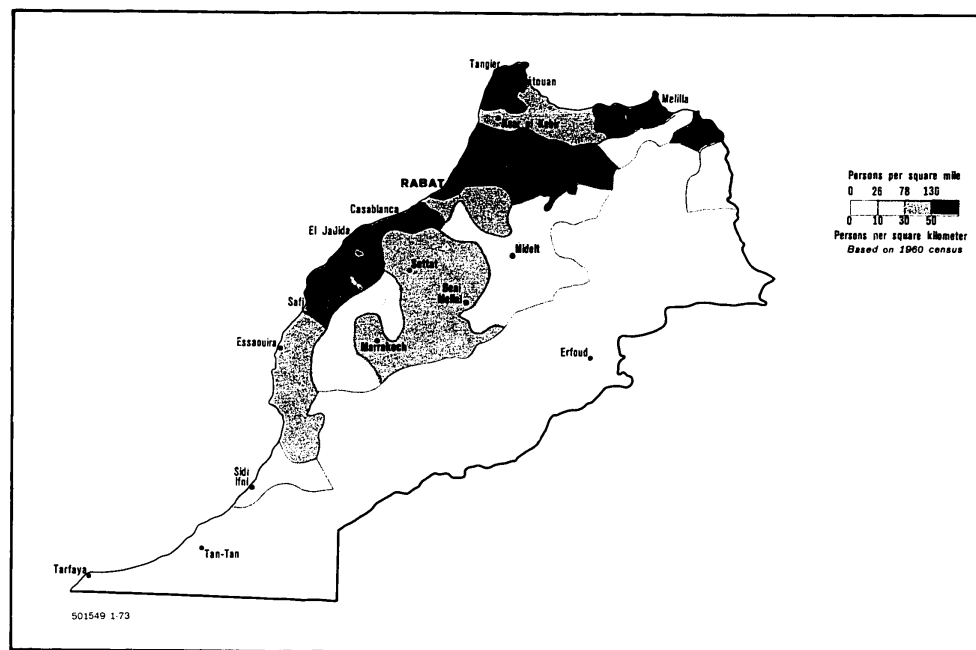 Tangier
Melilla
Persons per square mile
0 26 78 130
0 10 30 50
Persons per square kilometer
Based on 1960 census
RABAT
Casablanca
El Jadida
Midelt
Settat
Beni
Mellal
Safi
Essaouira
Marrakech
Erfoud
Sidi
Ifni
Tan-Tan
Tarfaya
501549 1-73